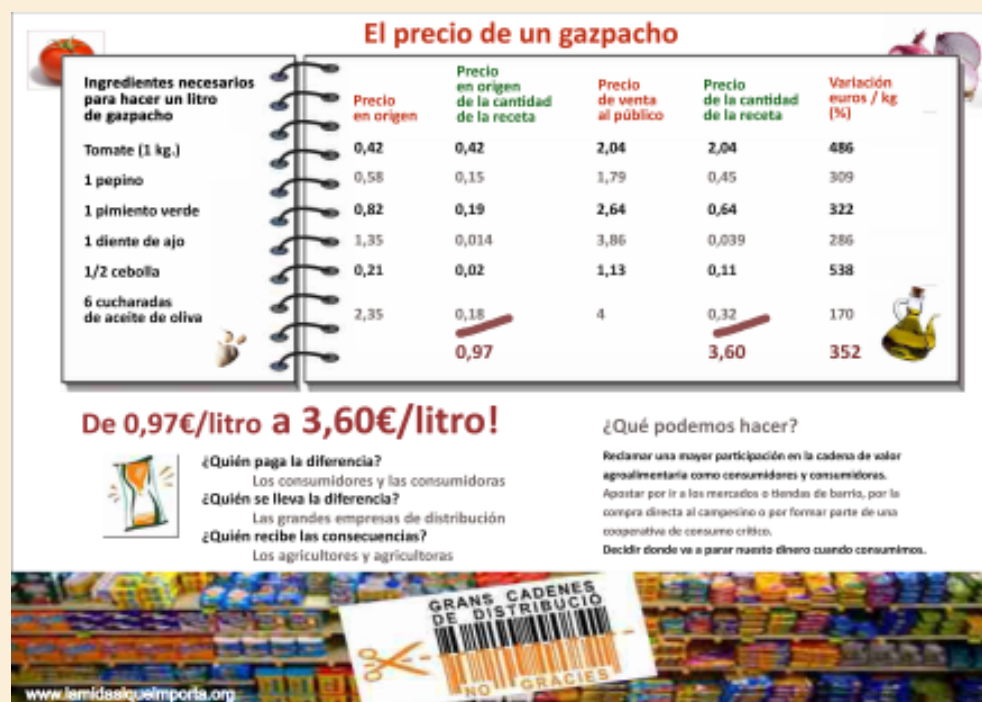 El precio de un gazpacho
Ingredientes necesarios
para hacer un litro
de gazpacho
Precio
en origen
Precio
en origen
de la cantidad
de la receta
Precio
de venta
al público
Precio
de la cantidad
de la receta
Variación
euros / kg
(%)
Tomate (1 kg.) 0,42 0,42 2,04 2,04 486
1 pepino 0,58 0,15 1,79 0,45 309
1 pimiento verde 0,82 0,19 2,64 0,64 322
1 diente de ajo 1,35 0,014 3,86 0,039 286
1/2 cebolla 0,21 0,02 1,13 0,11 538
6 cucharadas
de aceite de oliva 2,35 0,18 4 0,32 170
0,97 3,60 352
De 0,97€/litro a 3,60€/litro!
¿Quién paga la diferencia?
Los consumidores y las consumidoras
¿Quién se lleva la diferencia?
Las grandes empresas de distribución
¿Quién recibe las consecuencias?
Los agricultores y agricultoras
¿Qué podemos hacer?
Reclamar una mayor participación en la cadena de valor
agroalimentaria como consumidores y consumidoras.
Apostar por ir a los mercados o tiendas de barrio, por la
compra directa al campesino o por formar parte de una
cooperativa de consumo crítico.
Decidir donde va a parar nuesto dinero cuando consumimos.
GRANS CADENES
DE DISTRIBUCIO
NO GRACIES
www.lamidasiqueimporta.org